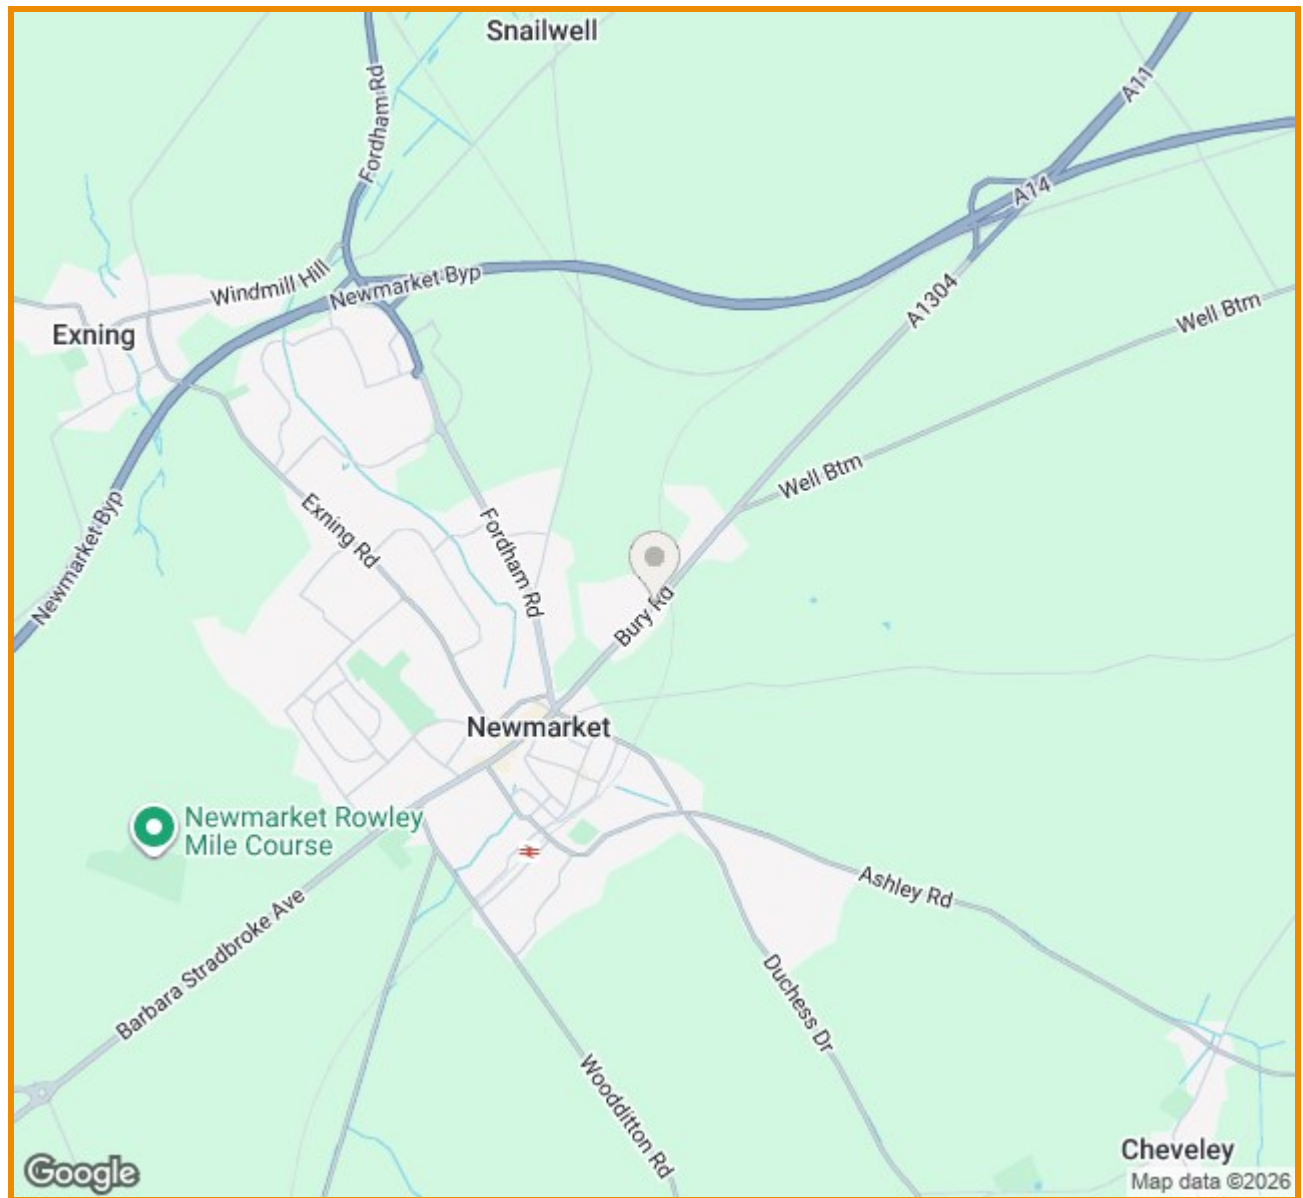 Snailwell
Fordham Rd
A11
A14
Windmill Hill
Newmarket Byp
A1304
Well Btm
Exning
Well Btm
Newmarket Byp
Exning Rd
Fordham Rd
Bury Rd
Newmarket
Newmarket Rowley
Mile Course
Ashley Rd
Barbara Stradbroke Ave
Duchess Dr
Woodditton Rd
Cheveley
Google
Map data ©2026